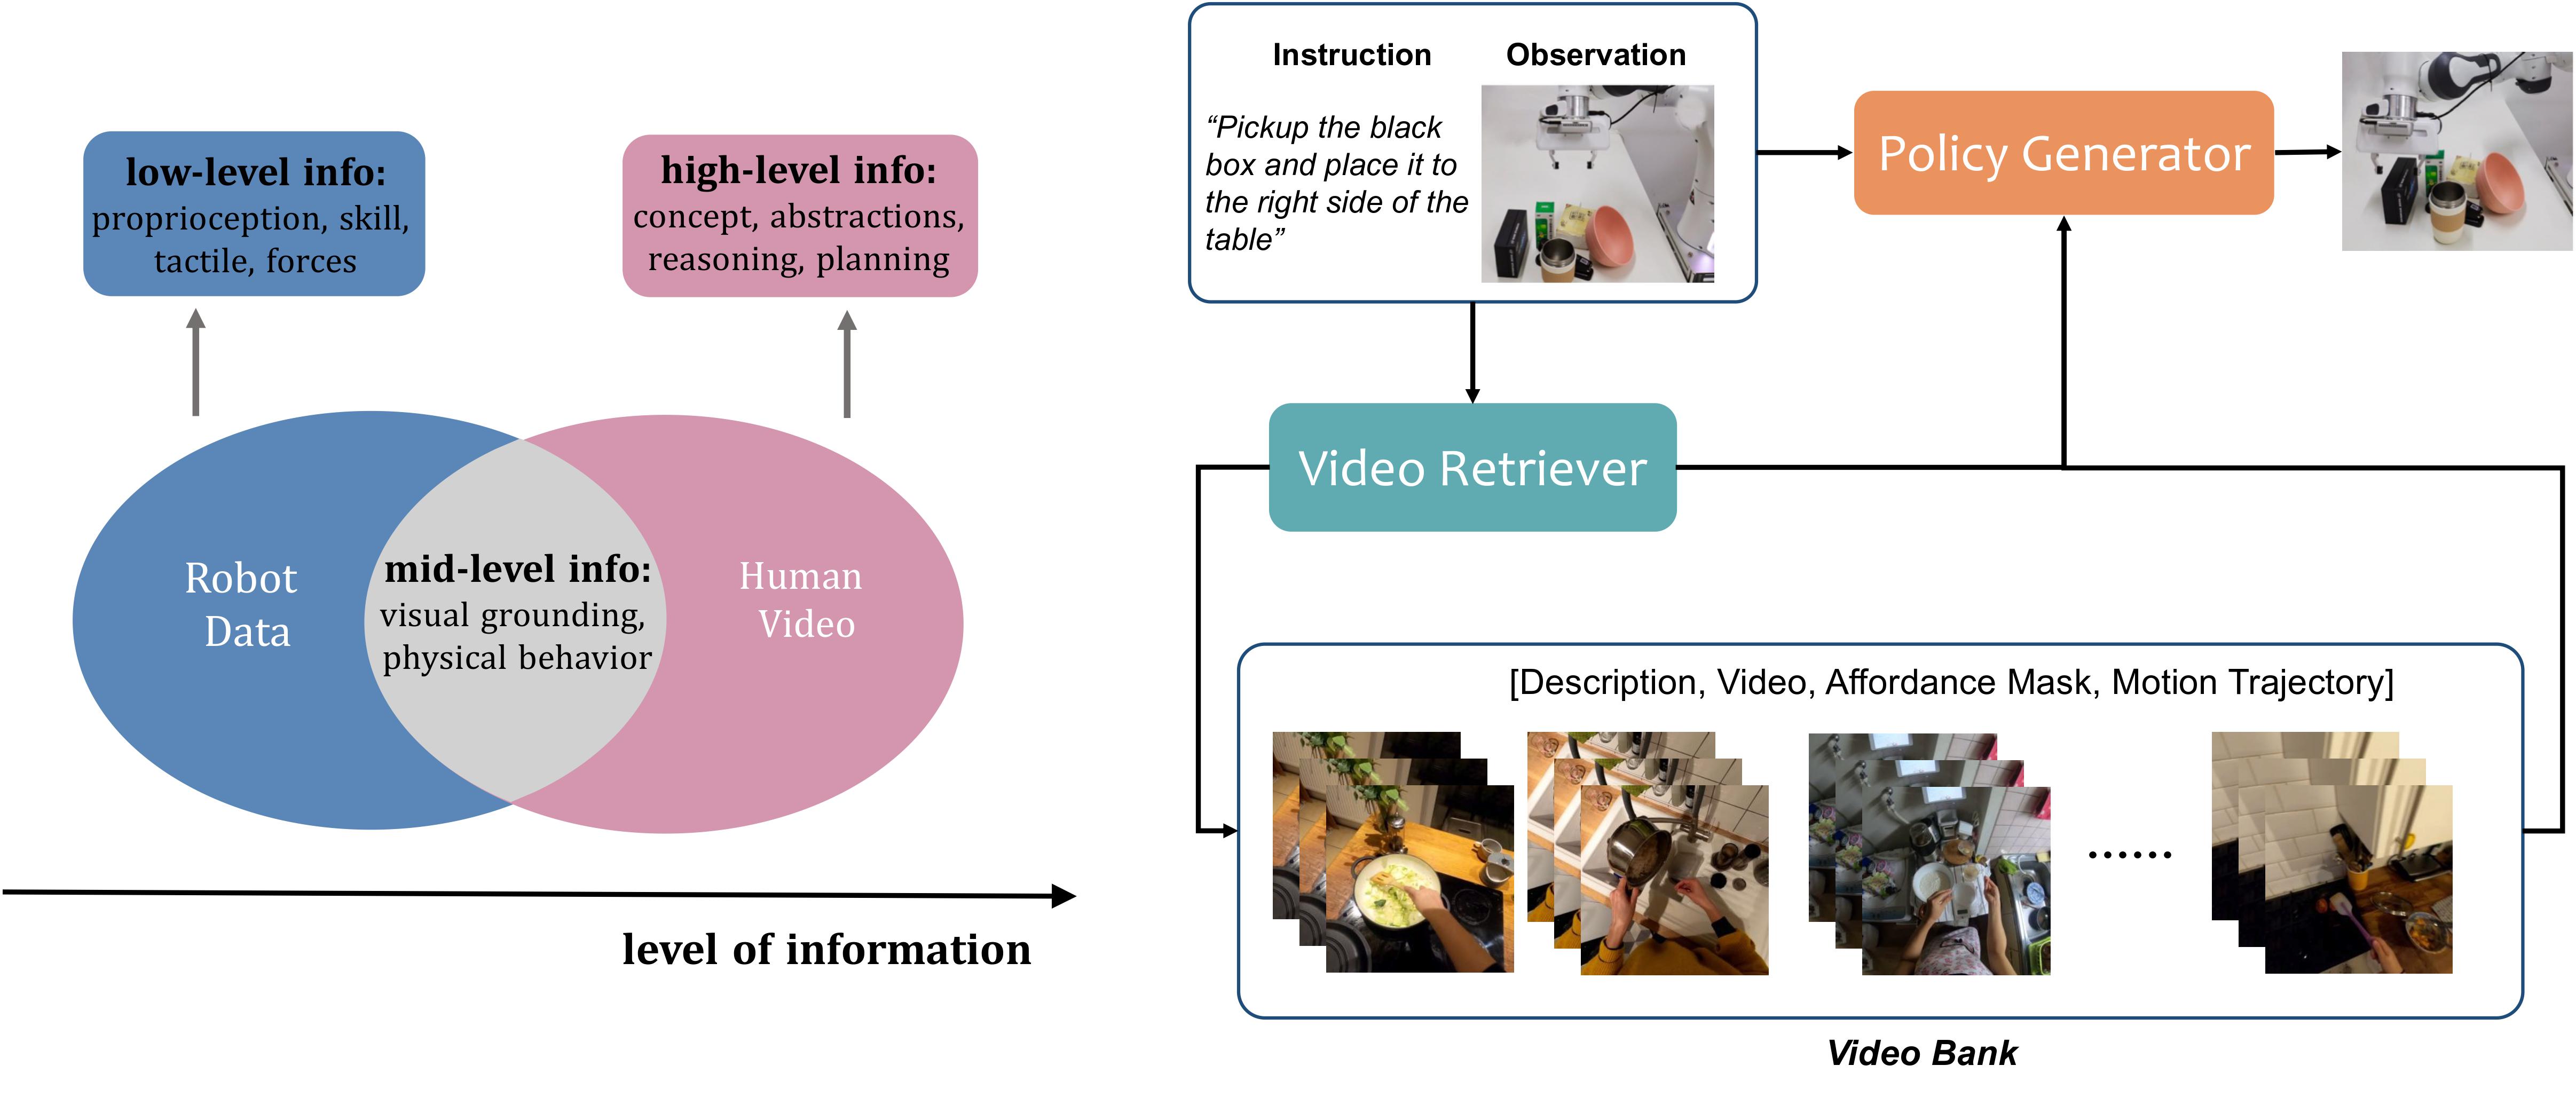 low-level info:
proprioception, skill,
tactile, forces
high-level info:
concept, abstractions,
reasoning, planning
Robot
Data
mid-level info:
visual grounding,
physical behavior
Human
Video
level of information
Instruction
Observation
“Pickup the black
box and place it to
the right side of the
table”
Policy Generator
Video Retriever
[Description, Video, Affordance Mask, Motion Trajectory]
......
Video Bank